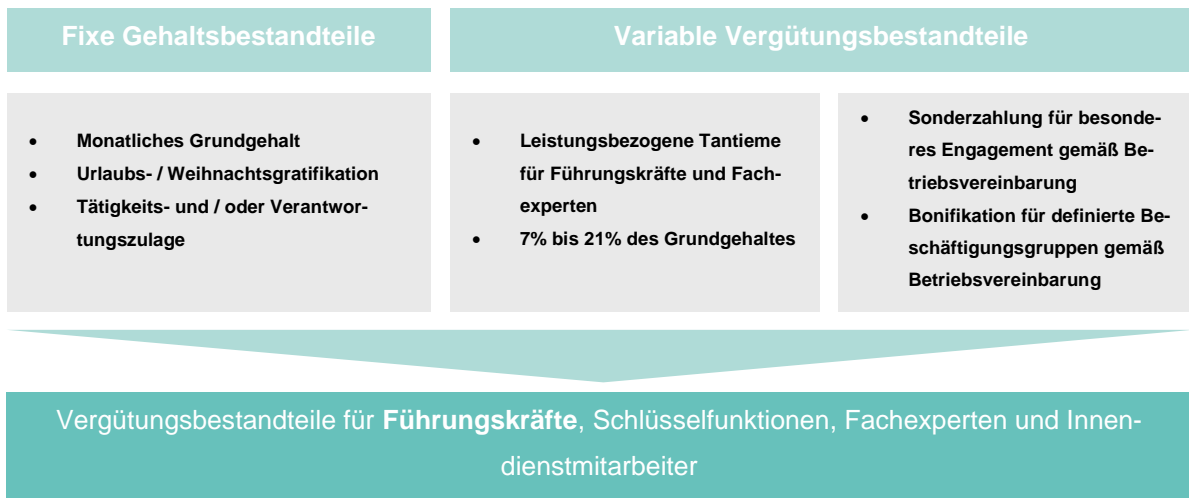 Fixe Gehaltsbestandteile
Variable Vergütungsbestandteile
• Monatliches Grundgehalt
• Urlaubs- / Weihnachtsgratifikation
• Tätigkeits- und / oder Verantwor-
tungszulage
• Leistungsbezogene Tantieme
für Führungskräfte und Fach-
experten
• 7% bis 21% des Grundgehaltes
• Sonderzahlung für besonde-
res Engagement gemäß Be-
triebsvereinbarung
• Bonifikation für definierte Be-
schäftigungsgruppen gemäß
Betriebsvereinbarung
Vergütungsbestandteile für Führungskräfte, Schlüsselfunktionen, Fachexperten und Innen-
dienstmitarbeiter